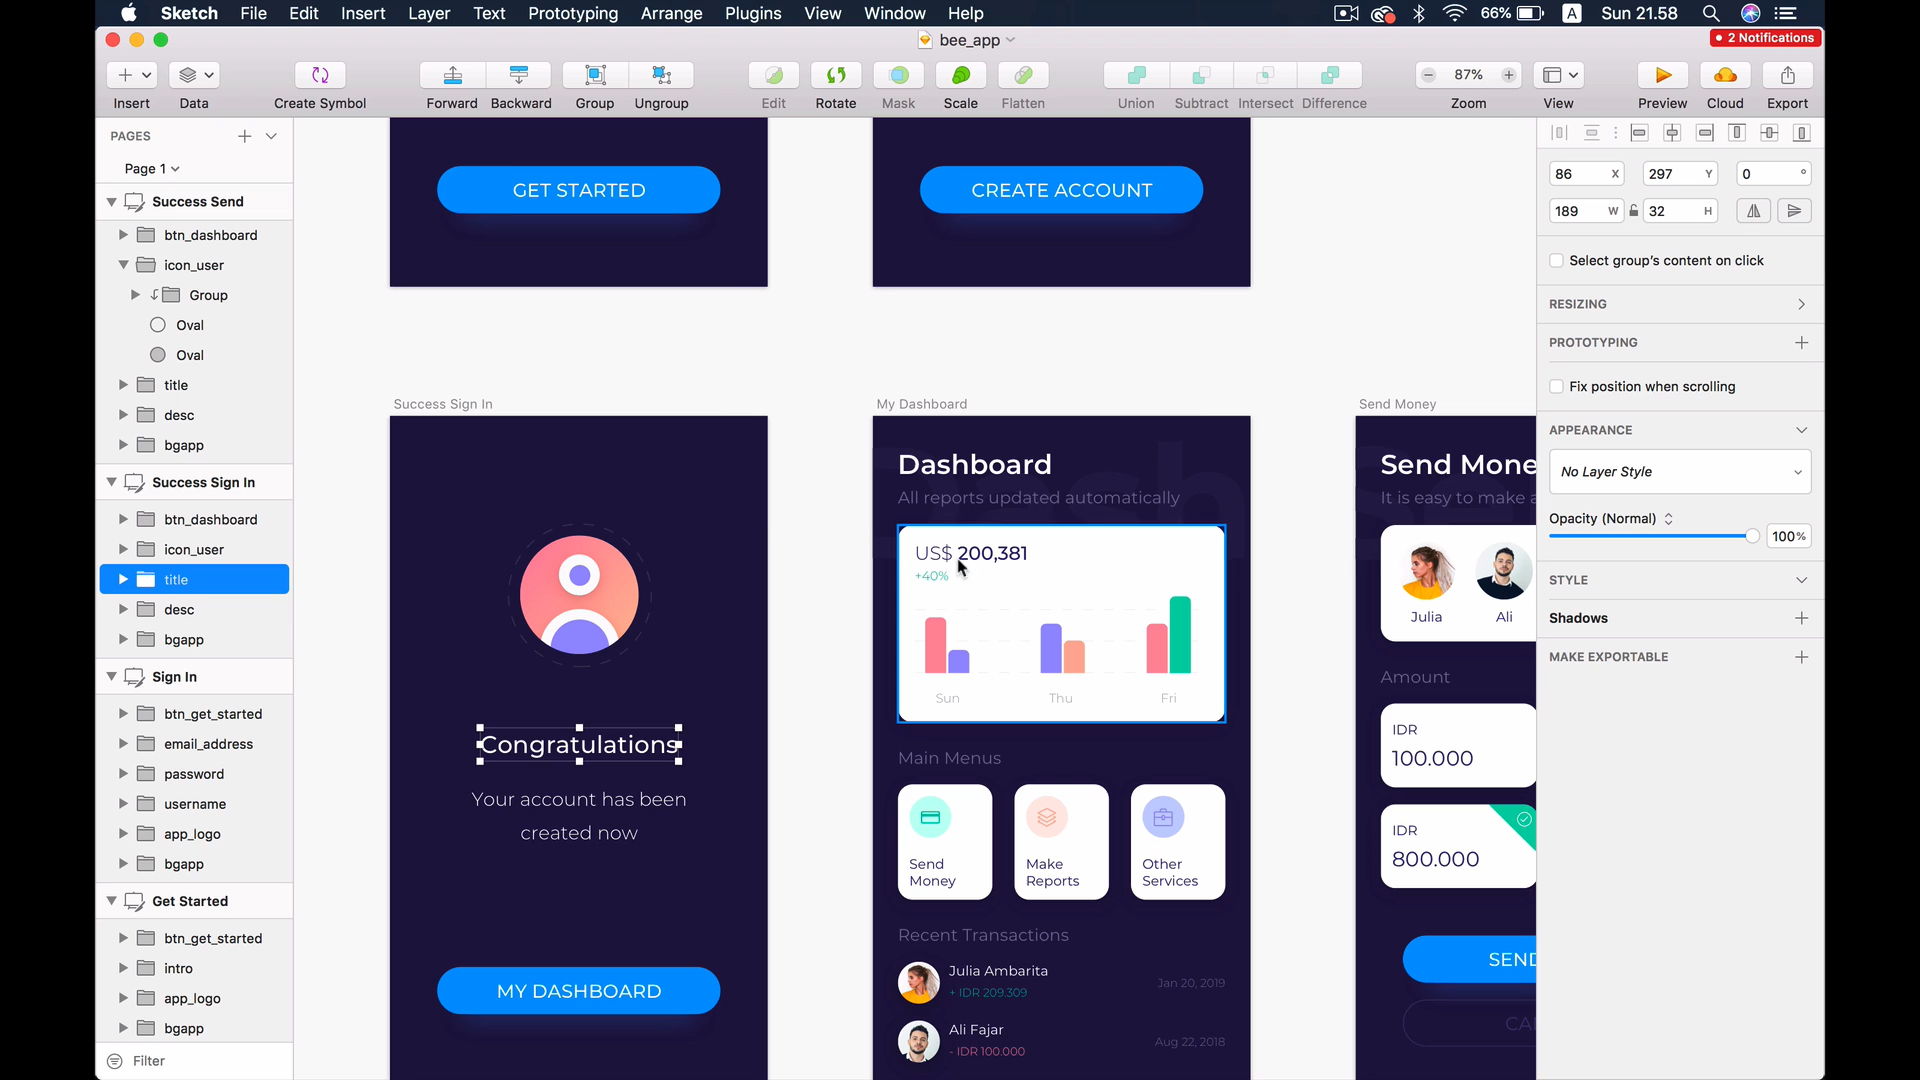 Sketch File Edit Insert Layer Text Prototyping Arrange Plugins View Window Help
66% A Sun 21.58
bee_app
2 Notifications
87%
Insert Data Create Symbol Forward Backward Group Ungroup Edit Rotate Mask Scale Flatten Union Subtract Intersect Difference Zoom View Preview Cloud Export
PAGES
Page 1
Success Send
btn_dashboard
icon_user
Group
Oval
Oval
title
desc
bgapp
Success Sign In
btn_dashboard
icon_user
title
desc
bgapp
Sign In
btn_get_started
email_address
password
username
app_logo
bgapp
Get Started
btn_get_started
intro
app_logo
bgapp
Filter
GET STARTED
CREATE ACCOUNT
Success Sign In
Congratulations
Your account has been
created now
MY DASHBOARD
My Dashboard
Dash
Dashboard
All reports updated automatically
US$ 200,381
+40%
Sun Thu Fri
Main Menus
Send
Money
Make
Reports
Other
Services
Recent Transactions
Julia Ambarita
+ IDR 209.309
Jan 20, 2019
Ali Fajar
- IDR 100.000
Aug 22, 2018
Send Money
Se
Send Mone
It is easy to make a
Julia Ali
Amount
IDR
100.000
IDR
800.000
SEND
CA
86 X 297 Y 0 °
189 W 32 H
Select group's content on click
RESIZING
PROTOTYPING
Fix position when scrolling
APPEARANCE
No Layer Style
Opacity (Normal)
100%
STYLE
Shadows
MAKE EXPORTABLE